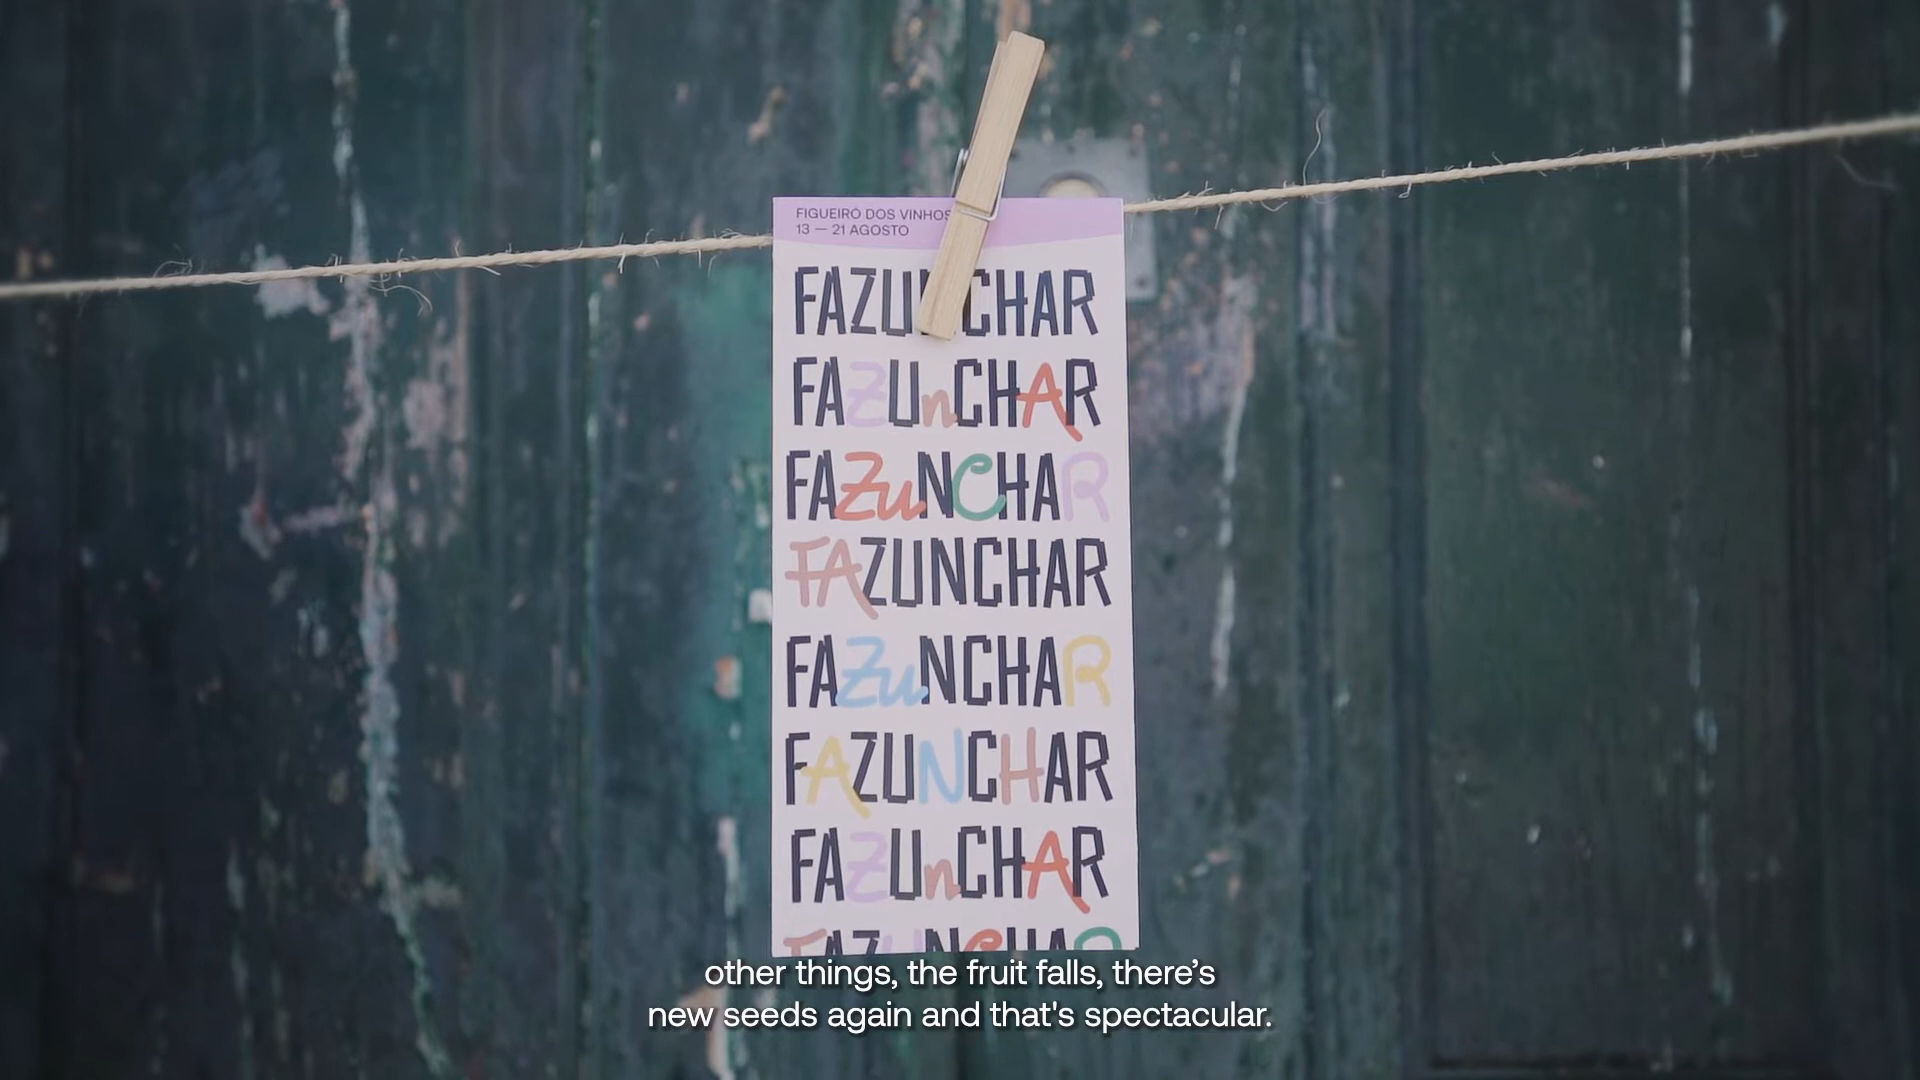 FIGUEIRÓ DOS VINHOS
13 — 21 AGOSTO
FAZUNCHAR
FAZUnCHAR
FAZuNCHAR
FAZUNCHAR
FAZuNCHAR
FAZUNCHAR
FAZUnCHAR
FAZUNCHAR
other things, the fruit falls, there’s
new seeds again and that's spectacular.